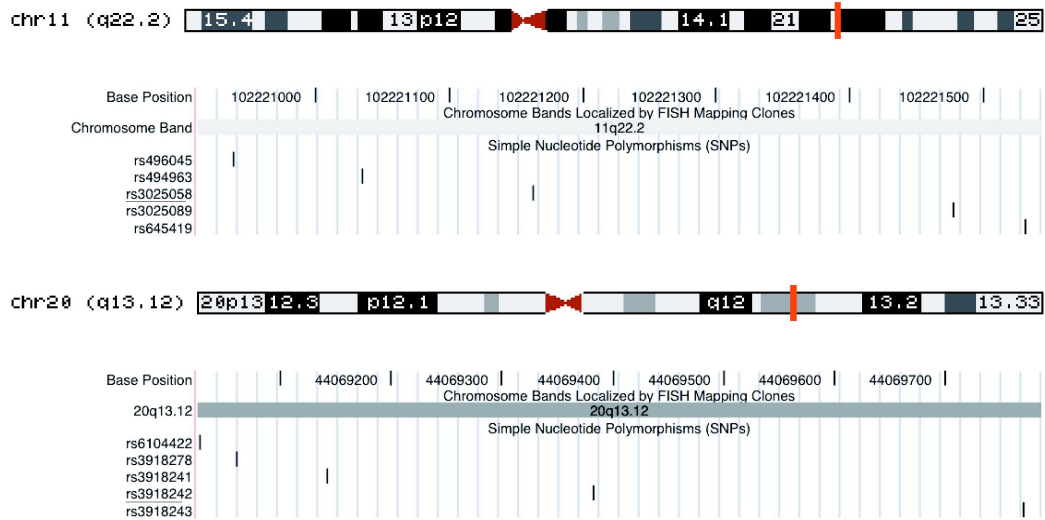 chr11 (q22.2) 15.4 13 p12 14.1 21 25
Base Position 102221000 102221100 102221200 102221300 102221400 102221500
Chromosome Bands Localized by FISH Mapping Clones
Chromosome Band 11q22.2
Simple Nucleotide Polymorphisms (SNPs)
rs496045
rs494963
rs3025058
rs3025089
rs645419
chr20 (q13.12) 20p13 12.3 p12.1 q12 13.2 13.33
Base Position 44069200 44069300 44069400 44069500 44069600 44069700
Chromosome Bands Localized by FISH Mapping Clones
20q13.12 20q13.12
Simple Nucleotide Polymorphisms (SNPs)
rs6104422
rs3918278
rs3918241
rs3918242
rs3918243